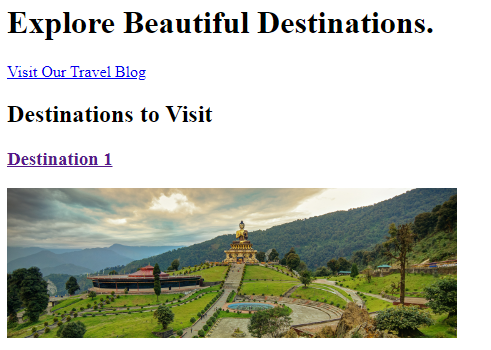 Explore Beautiful Destinations.
Visit Our Travel Blog
Destinations to Visit
Destination 1